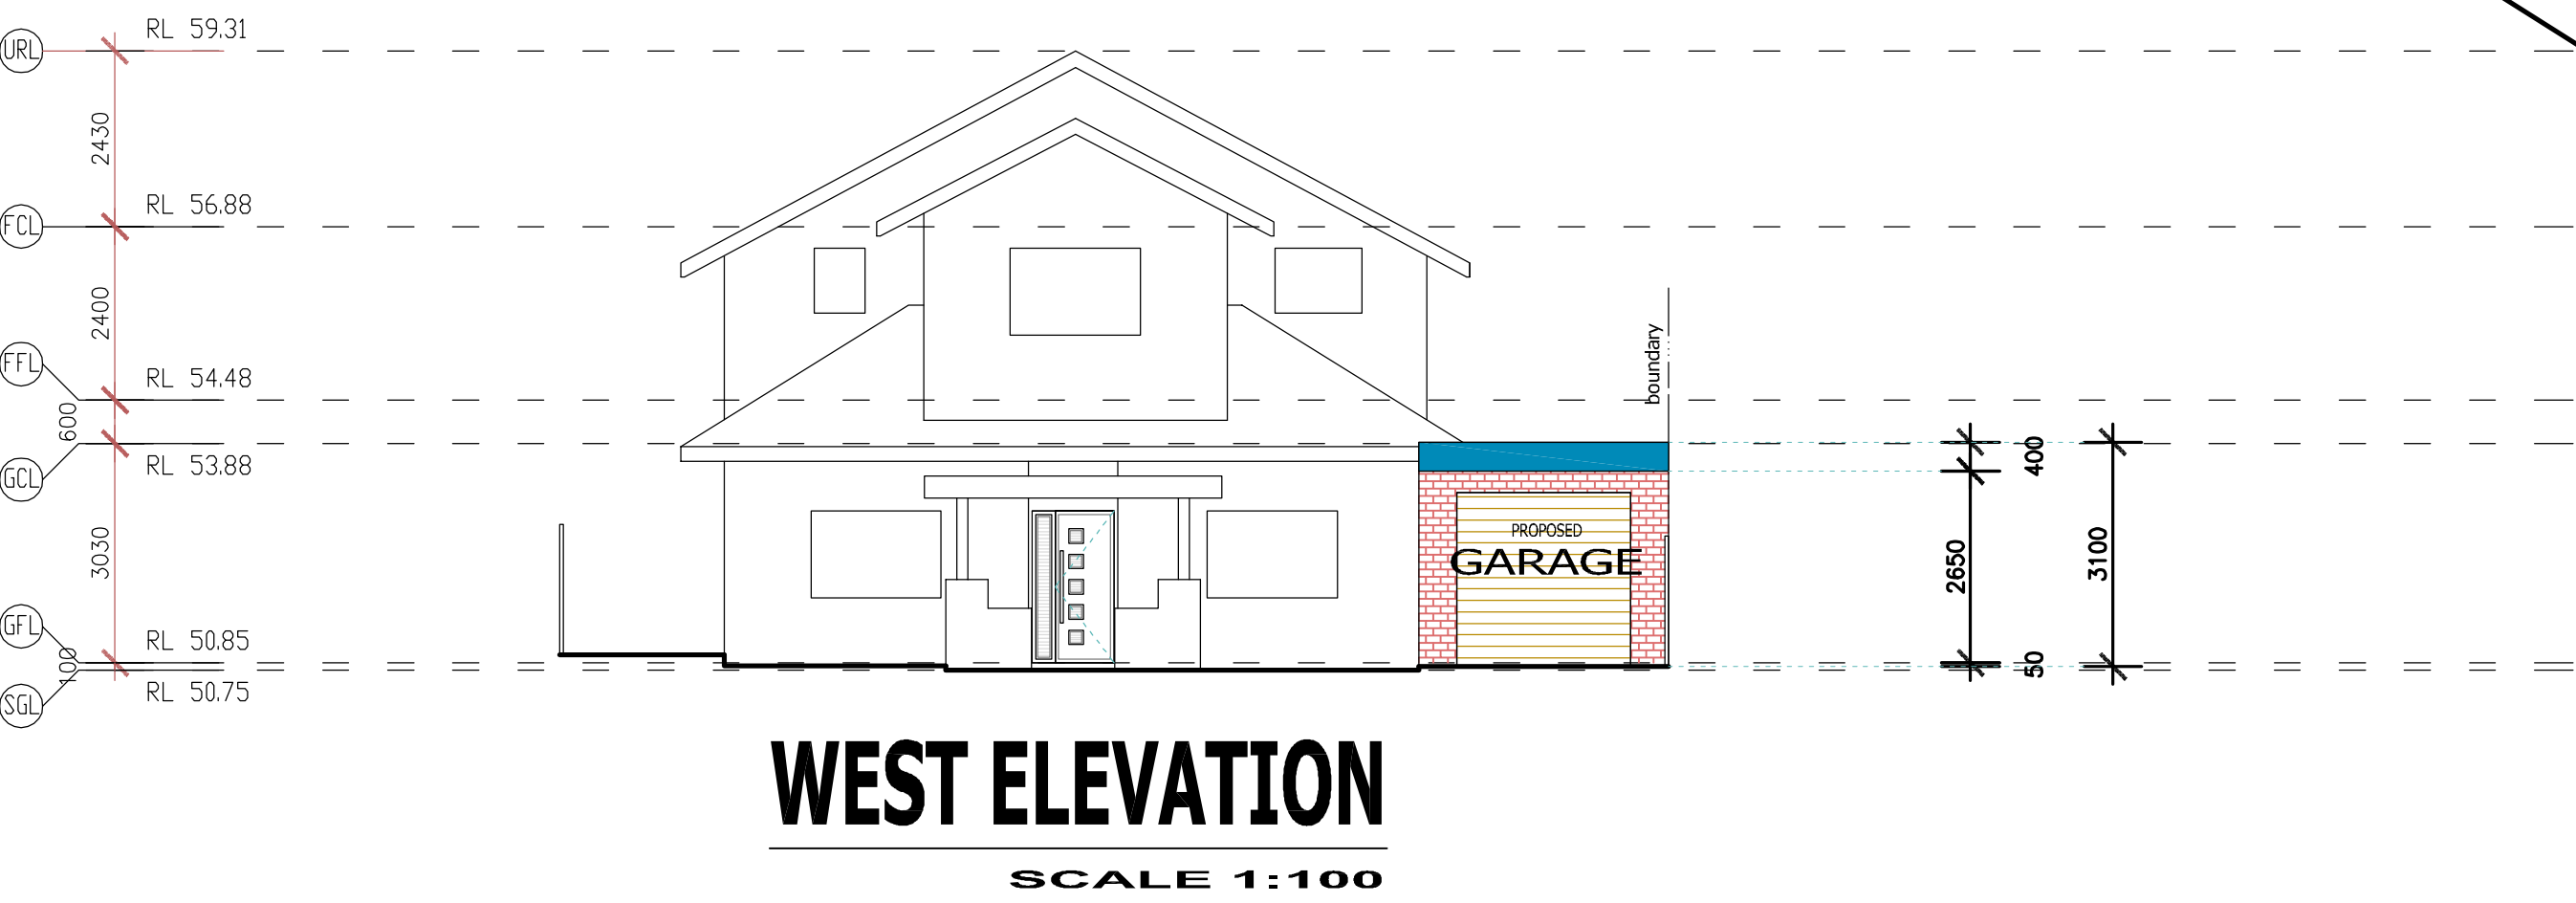 URL
RL 59.31
2430
FCL
RL 56.88
2400
FFL
RL 54.48
600
GCL
RL 53.88
3030
GFL
RL 50.85
100
SGL
RL 50.75
boundary
PROPOSED
GARAGE
400
2650
3100
50
WEST ELEVATION
SCALE 1:100